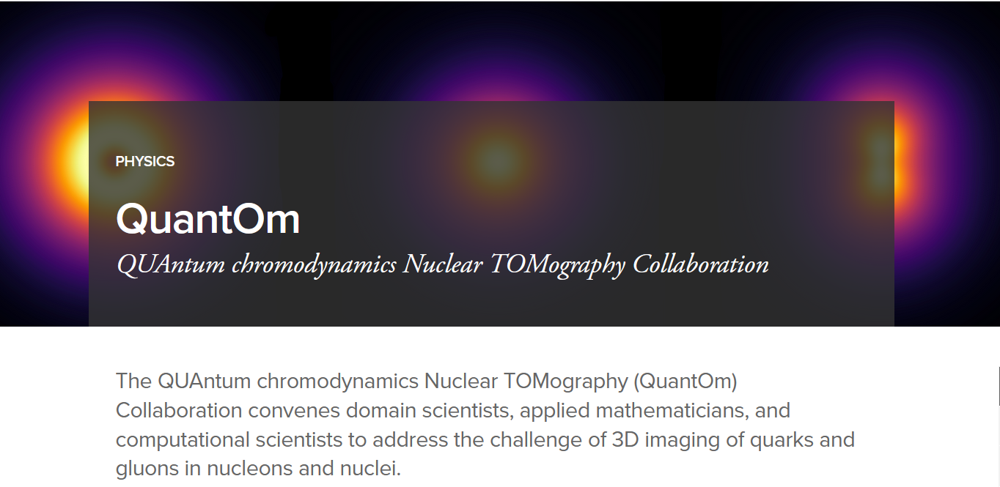 PHYSICS
QuantOm
QUAntum chromodynamics Nuclear TOMography Collaboration
The QUAntum chromodynamics Nuclear TOMography (QuantOm)
Collaboration convenes domain scientists, applied mathematicians, and
computational scientists to address the challenge of 3D imaging of quarks and
gluons in nucleons and nuclei.